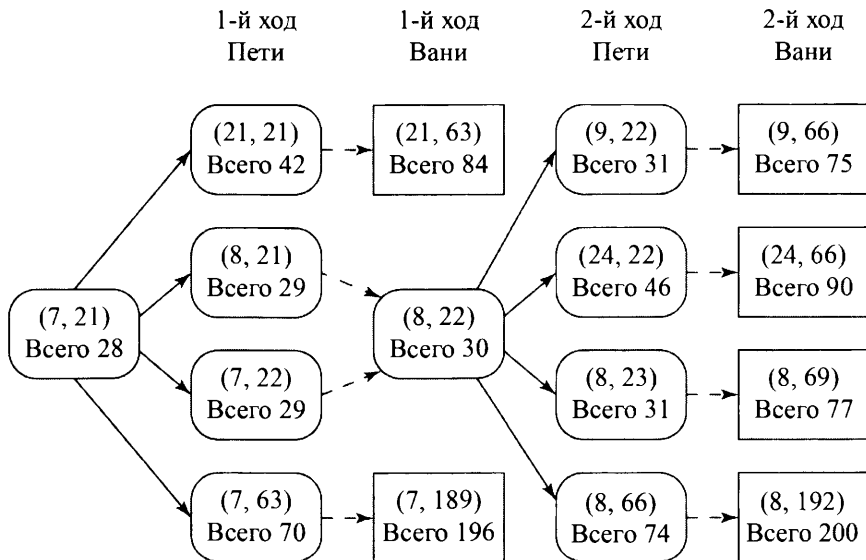 1-й ход
Пети
1-й ход
Вани
2-й ход
Пети
2-й ход
Вани
(21, 21)
Всего 42
(21, 63)
Всего 84
(9, 22)
Всего 31
(9, 66)
Всего 75
(8, 21)
Всего 29
(24, 22)
Всего 46
(24, 66)
Всего 90
(7, 21)
Всего 28
(8, 22)
Всего 30
(7, 22)
Всего 29
(8, 23)
Всего 31
(8, 69)
Всего 77
(7, 63)
Всего 70
(7, 189)
Всего 196
(8, 66)
Всего 74
(8, 192)
Всего 200